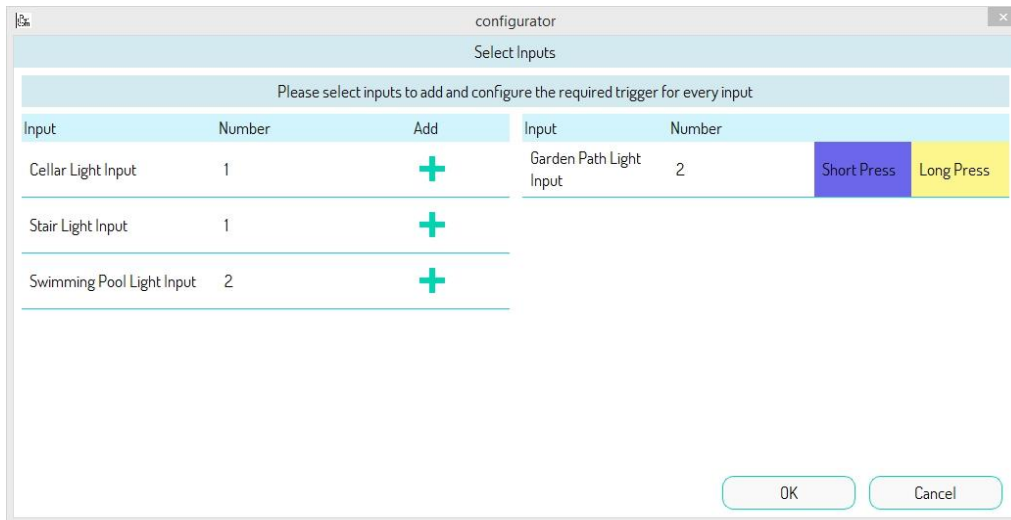 configurator
Select Inputs
Please select inputs to add and configure the required trigger for every input
Input Number Add
Cellar Light Input 1
Stair Light Input 1
Swimming Pool Light Input 2
Input Number
Garden Path Light
Input
2 Short Press Long Press
OK Cancel